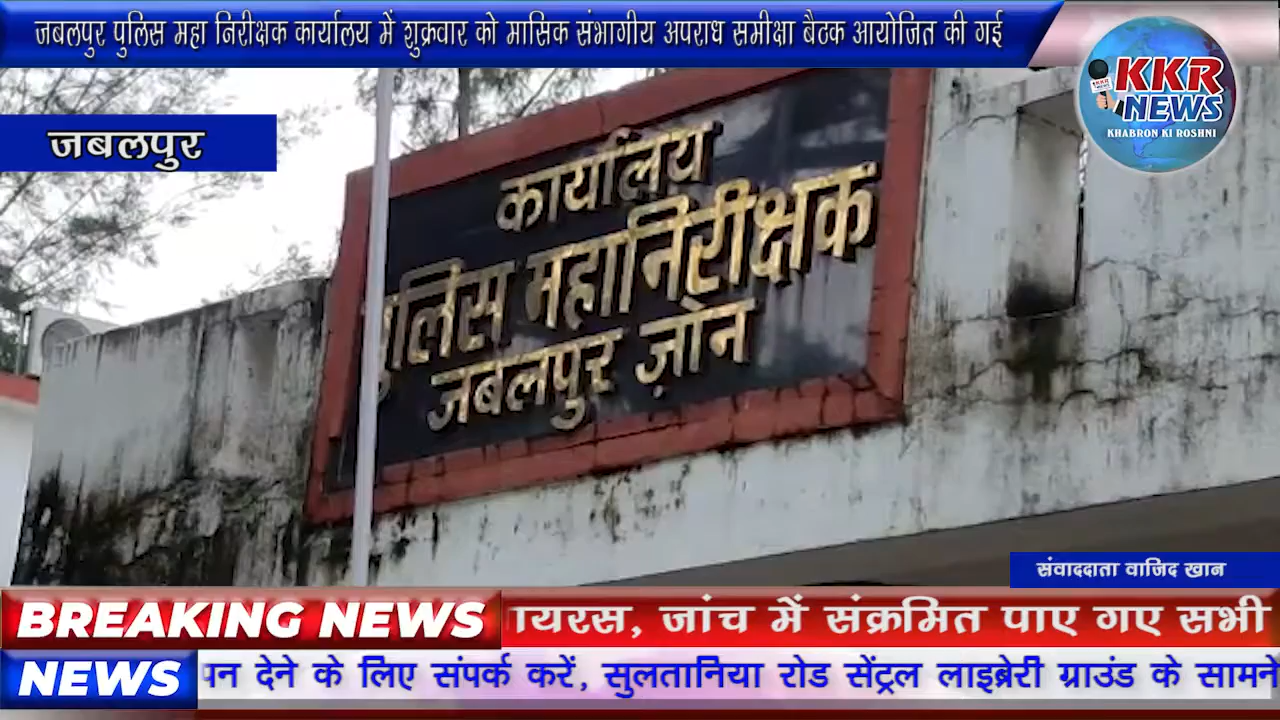 जबलपुर पुलिस महा निरीक्षक कार्यालय में शुक्रवार को मासिक संभागीय अपराध समीक्षा बैठक आयोजित की गई
KKR
NEWS
KHABRON KI ROSHNI
जबलपुर
कार्यालय
पुलिस महानिरीक्षक
जबलपुर ज़ोन
संवाददाता वाजिद खान
BREAKING NEWS
यरस, जांच में संक्रमित पाए गए सभी
NEWS
पन देने के लिए संपर्क करें, सुलतानिया रोड सेंट्रल लाइब्रेरी ग्राउंड के सामने